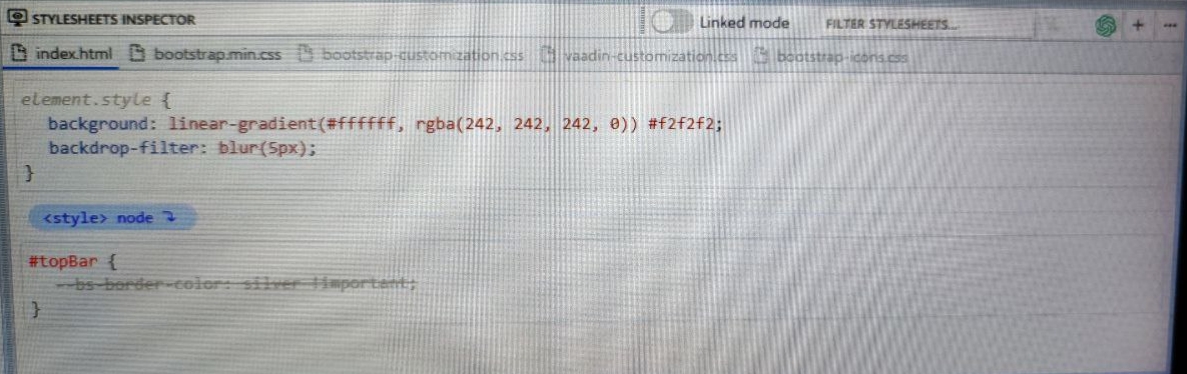 STYLESHEETS INSPECTOR Linked mode FILTER STYLESHEETS...
index.html bootstrap.min.css bootstrap-customization.css vaadin-customization.css bootstrap-icons.css
element.style {
background: linear-gradient(#ffffff, rgba(242, 242, 242, 0)) #f2f2f2;
backdrop-filter: blur(5px);
}
<style> node ⤵
#topBar {
--bs-border-color: silver !important;
}